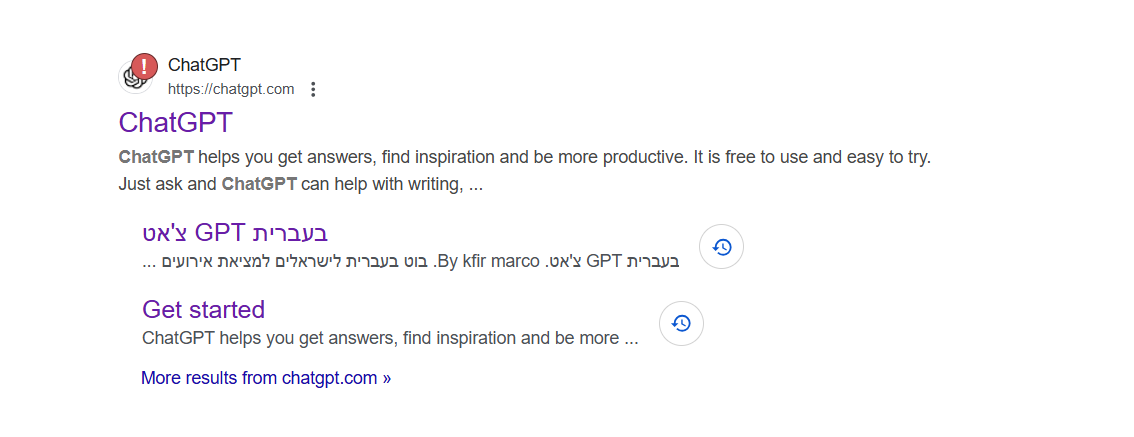 ChatGPT
https://chatgpt.com
ChatGPT
ChatGPT helps you get answers, find inspiration and be more productive. It is free to use and easy to try.
Just ask and ChatGPT can help with writing, ...
צ'אט GPT בעברית
צ'אט GPT בעברית. By kfir marco. בוט בעברית לישראלים למציאת אירועים ...
Get started
ChatGPT helps you get answers, find inspiration and be more ...
More results from chatgpt.com »